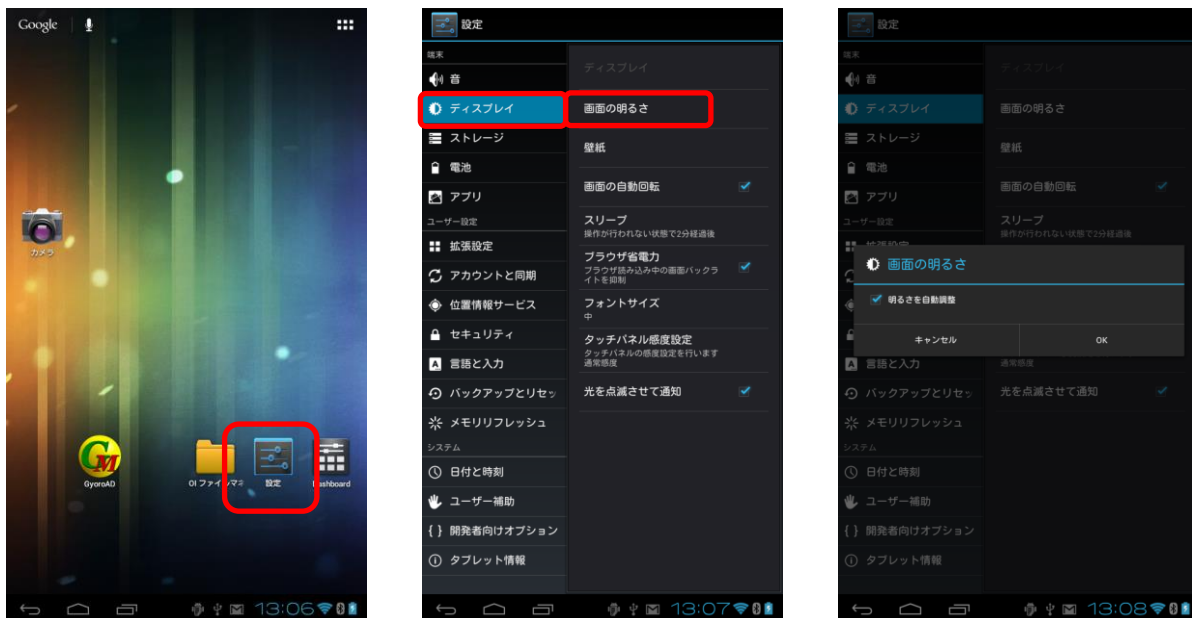 Google
カメラ
GyoroAD
OI ファイルマネ
設定
Dashboard
13:06
設定
端末
音
ディスプレイ
ストレージ
電池
アプリ
ユーザー設定
拡張設定
アカウントと同期
位置情報サービス
セキュリティ
言語と入力
バックアップとリセッ
メモリリフレッシュ
システム
日付と時刻
ユーザー補助
{ } 開発者向けオプション
タブレット情報
ディスプレイ
画面の明るさ
壁紙
画面の自動回転
スリープ
操作が行われない状態で2分経過後
ブラウザ省電力
ブラウザ読み込み中の画面バックラ
イトを抑制
フォントサイズ
中
タッチパネル感度設定
タッチパネルの感度設定を行います
通常感度
光を点滅させて通知
13:07
設定
端末
音
ディスプレイ
ストレージ
電池
アプリ
ユーザー設定
拡張設定
言語と入力
バックアップとリセッ
メモリリフレッシュ
システム
日付と時刻
ユーザー補助
{ } 開発者向けオプション
タブレット情報
ディスプレイ
画面の明るさ
壁紙
画面の自動回転
スリープ
操作が行われない状態で2分経過後
画面の明るさ
明るさを自動調整
キャンセル
OK
通常感度
光を点滅させて通知
13:08